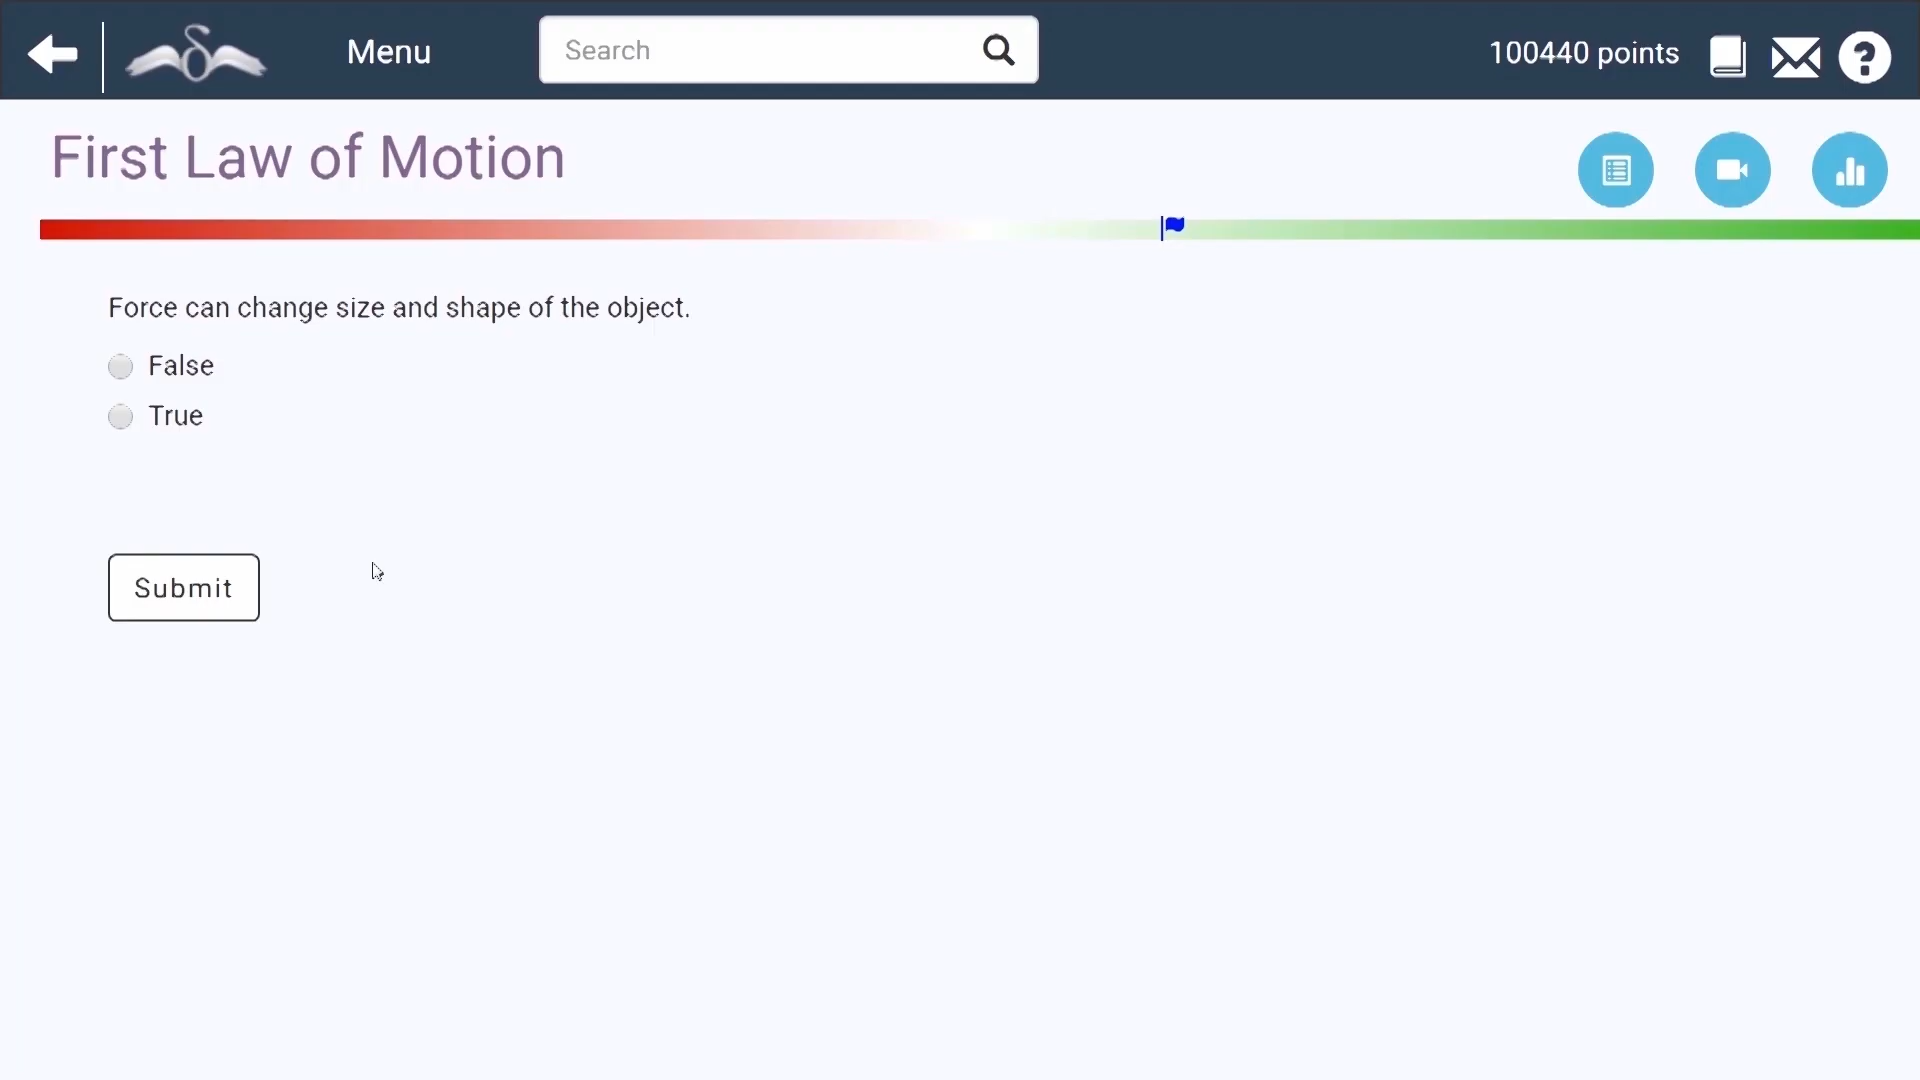 Menu
Search
100440 points
First Law of Motion
Force can change size and shape of the object.
False
True
Submit